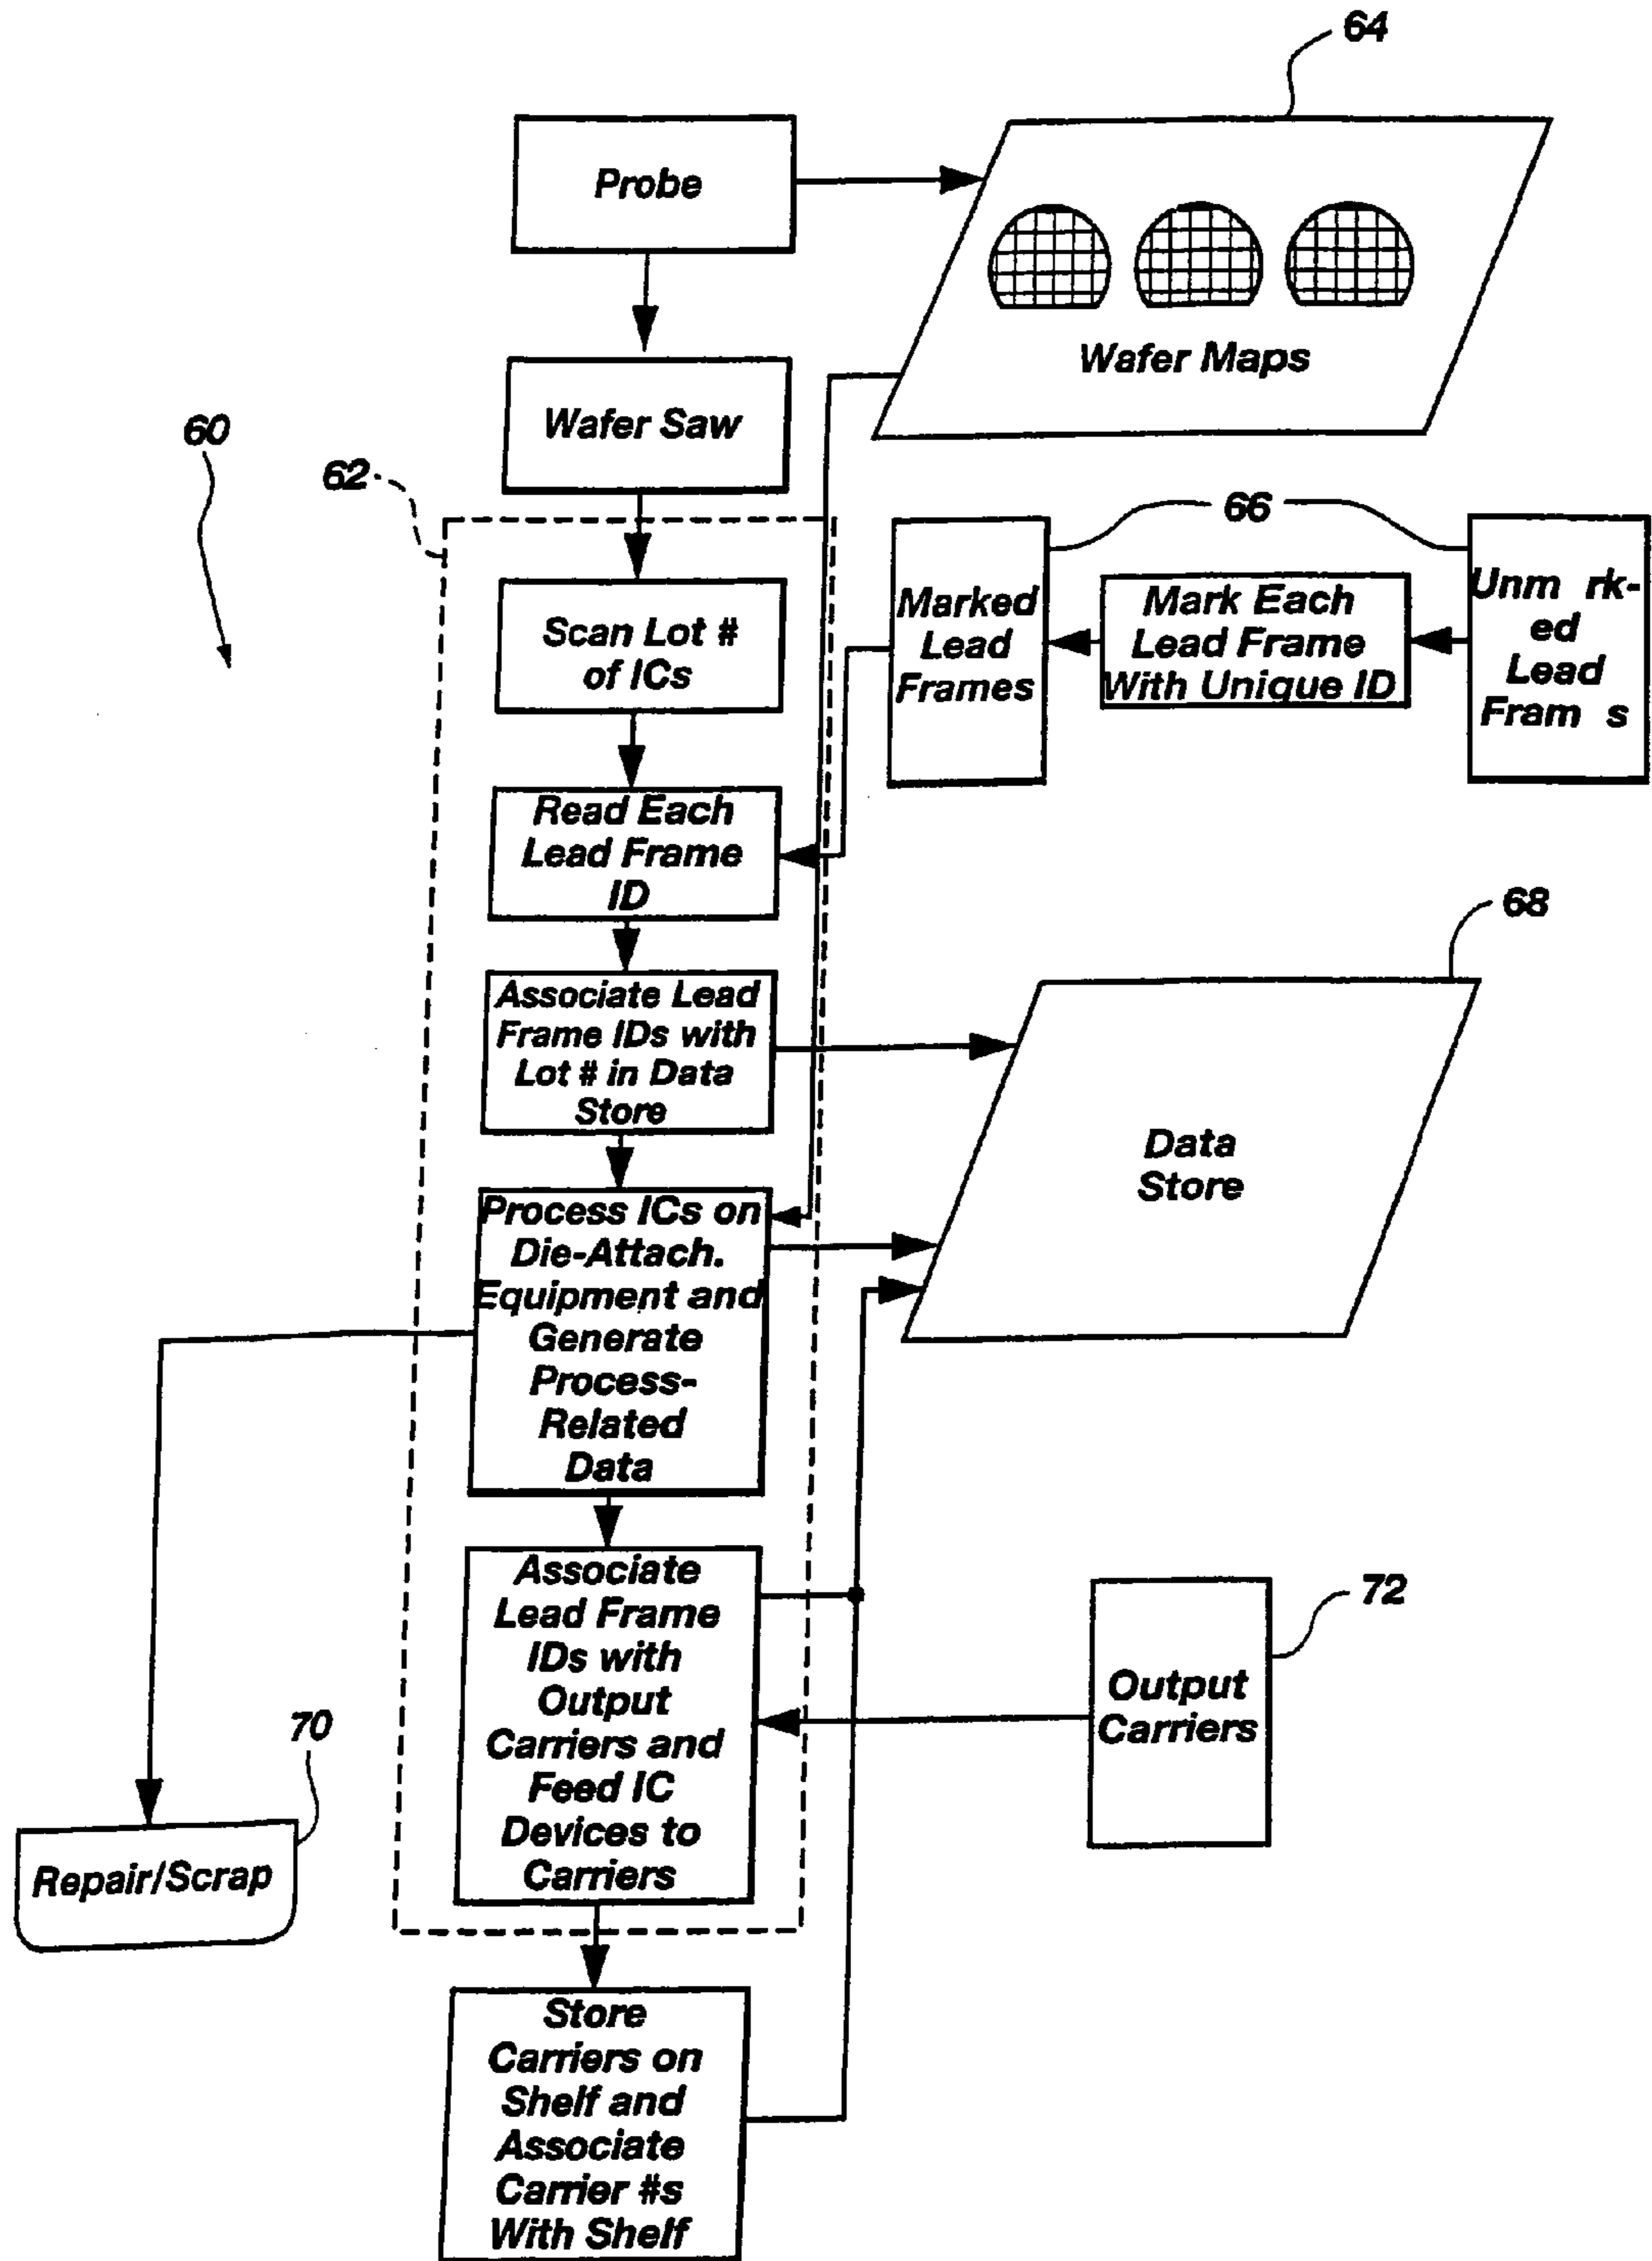 64
Probe
Wafer Maps
Wafer Saw
60
62
66
Scan Lot #
of ICs
Marked
Lead
Frames
Mark Each
Lead Frame
With Unique ID
Unm rk-
ed
Lead
Fram s
Read Each
Lead Frame
ID
68
Associate Lead
Frame IDs with
Lot # in Data
Store
Data
Store
Process ICs on
Die-Attach.
Equipment and
Generate
Process-
Related
Data
Associate
Lead Frame
IDs with
Output
Carriers and
Feed IC
Devices to
Carriers
72
Output
Carriers
70
Repair/Scrap
Store
Carriers on
Shelf and
Associate
Carrier #s
With Shelf